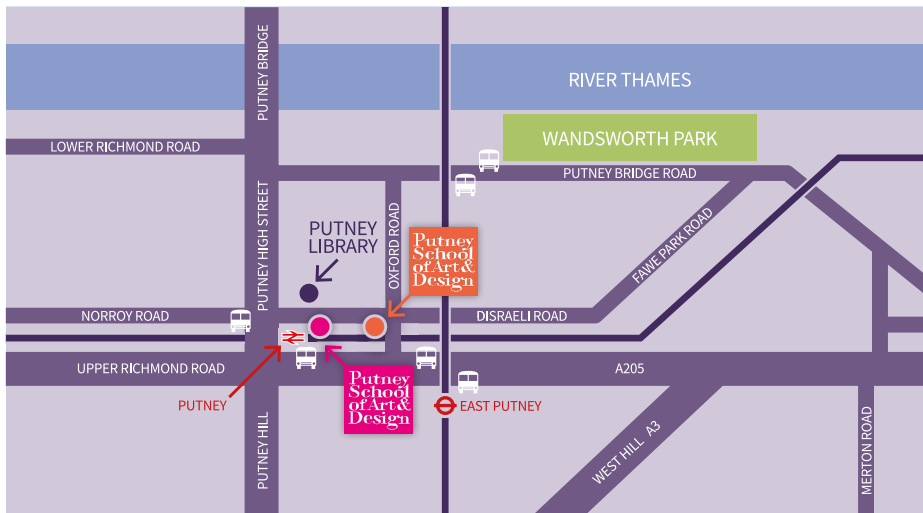 PUTNEY BRIDGE
RIVER THAMES
WANDSWORTH PARK
LOWER RICHMOND ROAD
PUTNEY BRIDGE ROAD
PUTNEY HIGH STREET
PUTNEY
LIBRARY
OXFORD ROAD
Putney
School
of Art &
Design
FAWE PARK ROAD
NORROY ROAD
DISRAELI ROAD
UPPER RICHMOND ROAD
A205
PUTNEY
Putney
School
of Art &
Design
EAST PUTNEY
PUTNEY HILL
WEST HILL A3
MERTON ROAD